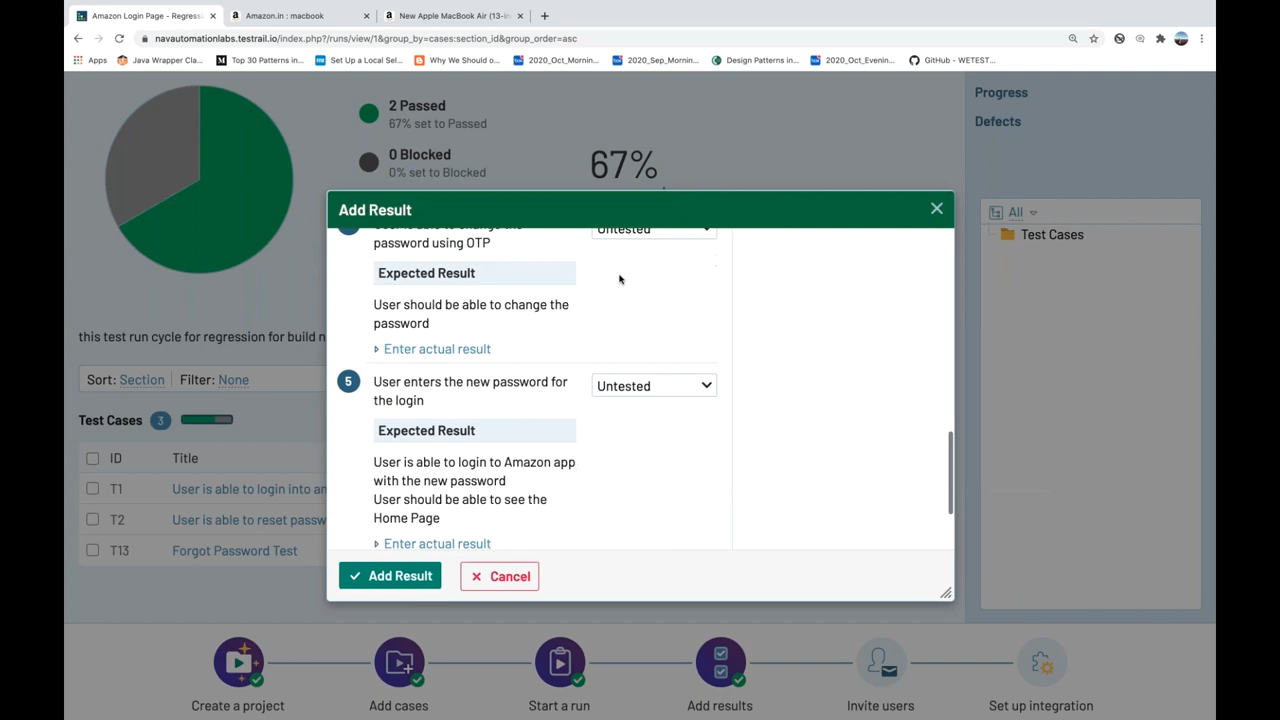 Amazon Login Page - Regressi
Amazon.in : macbook
New Apple MacBook Air (13-in
navautomationlabs.testrail.io/index.php?/runs/view/1&group_by=cases:section_id&group_order=asc
Apps
Java Wrapper Cla...
Top 30 Patterns in...
Set Up a Local Sel...
Why We Should o...
2020_Oct_Mornin...
2020_Sep_Mornin...
Design Patterns in...
2020_Oct_Evenin...
GitHub - WETEST...
2 Passed
67% set to Passed
0 Blocked
0% set to Blocked
67%
Progress
Defects
All
Test Cases
this test run cycle for regression for build n
Sort: Section
Filter: None
Test Cases 3
ID Title
T1 User is able to login into an
T2 User is able to reset passw
T13 Forgot Password Test
Add Result
User is able to change the
password using OTP
Untested
Expected Result
User should be able to change the
password
Enter actual result
5 User enters the new password for
the login
Untested
Expected Result
User is able to login to Amazon app
with the new password
User should be able to see the
Home Page
Enter actual result
Add Result
Cancel
Create a project
Add cases
Start a run
Add results
Invite users
Set up integration